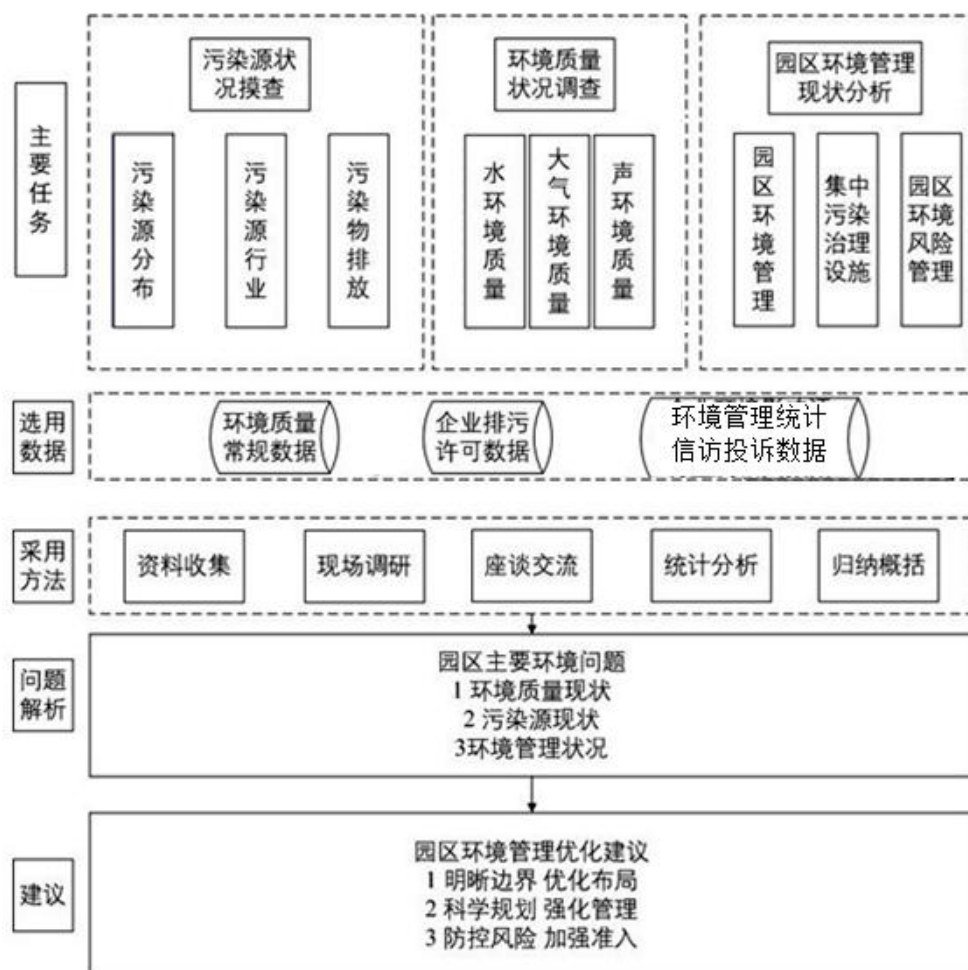 主要任务
污染源状
况摸查
污染源分布
污染源行业
污染物排放
环境质量
状况调查
水环境质量
大气环境质量
声环境质量
园区环境管理
现状分析
园区环境管理
集中
污染
治理
设施
园区
环境
风险
管理
选用
数据
环境质量
常规数据
企业排污
许可数据
环境管理统计
信访投诉数据
采用
方法
资料收集
现场调研
座谈交流
统计分析
归纳概括
问题
解析
园区主要环境问题
1 环境质量现状
2 污染源现状
3环境管理状况
建议
园区环境管理优化建议
1 明晰边界 优化布局
2 科学规划 强化管理
3 防控风险 加强准入